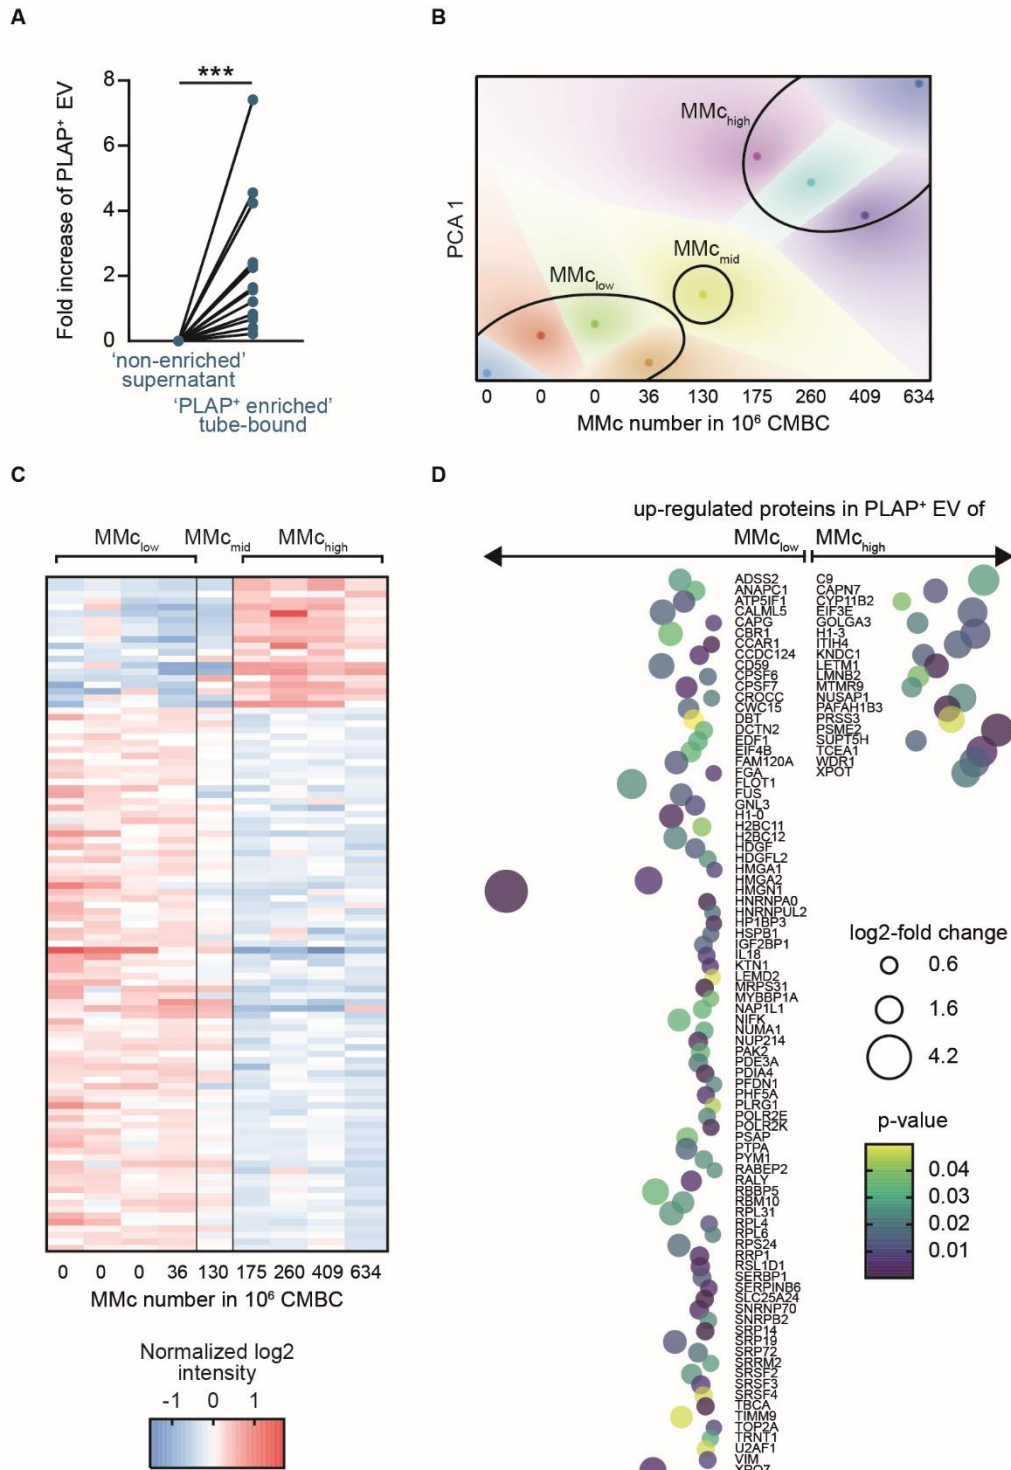 A
***
Fold increase of PLAP⁺ EV
8
6
4
2
0
'non-enriched'
supernatant
'PLAP⁺ enriched'
tube-bound
B
PCA 1
MMc_high
MMc_mid
MMc_low
0 0 0 36 130 175 260 409 634
MMc number in 10⁶ CMBC
C
MMc_low MMc_mid MMc_high
0 0 0 36 130 175 260 409 634
MMc number in 10⁶ CMBC
Normalized log2
intensity
-1 0 1
D
up-regulated proteins in PLAP⁺ EV of
MMc_low MMc_high
ADSS2
ANAPC1
ATP5IF1
CALML5
CAPG
CBR1
CCAR1
CCDC124
CD59
CPSF6
CPSF7
CROCC
CWC15
DBT
DCTN2
EDF1
EIF4B
FAM120A
FGA
FLOT1
FUS
GNL3
H1-0
H2BC11
H2BC12
HDGF
HDGFL2
HMGA1
HMGA2
HMGN1
HNRNPA0
HNRNPUL2
HP1BP3
HSPB1
IGF2BP1
IL18
KTN1
LEMD2
MRPS31
MYBBP1A
NAP1L1
NIFK
NUMA1
NUP214
PAK2
PDE3A
PDIA4
PFDN1
PHF5A
PLRG1
POLR2E
POLR2K
PSAP
PTPA
PYM1
RABEP2
RALY
RBBP5
RBM10
RPL31
RPL4
RPL6
RPS24
RRP1
RSL1D1
SERBP1
SERPINB6
SLC25A24
SNRNP70
SNRPB2
SRP14
SRP19
SRP72
SRRM2
SRSF2
SRSF3
SRSF4
TBCA
TIMM9
TOP2A
TRNT1
U2AF1
VIM
XPO7
C9
CAPN7
CYP11B2
EIF3E
GOLGA3
H1-3
ITIH4
KNDC1
LETM1
LMNB2
MTMR9
NUSAP1
PAFAH1B3
PRSS3
PSME2
SUPT5H
TCEA1
WDR1
XPOT
log2-fold change
0.6
1.6
4.2
p-value
0.04
0.03
0.02
0.01